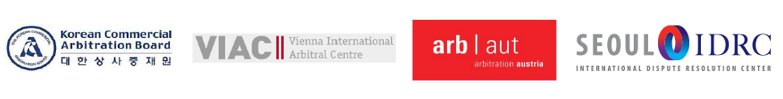 Korean Commercial
Arbitration Board
대한상사중재원
VIAC
Vienna International
Arbitral Centre
arb | aut
arbitration austria
SEOUL IDRC
INTERNATIONAL DISPUTE RESOLUTION CENTER